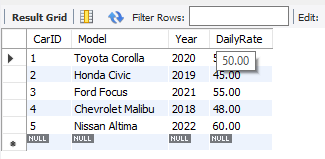 Result Grid Filter Rows: Edit:
CarID Model Year DailyRate
1 Toyota Corolla 2020
50.00
2 Honda Civic 2019 45.00
3 Ford Focus 2021 55.00
4 Chevrolet Malibu 2018 48.00
5 Nissan Altima 2022 60.00
NULL NULL NULL NULL